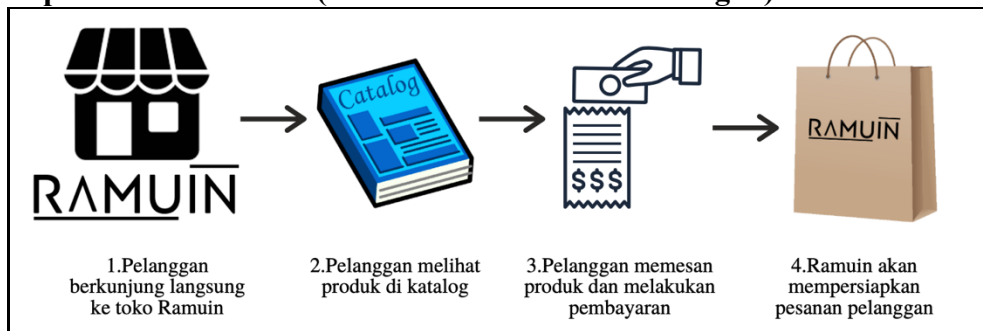 RAMUIN
Catalog
$$$
RAMUIN
1.Pelanggan
berkunjung langsung
ke toko Ramuin
2.Pelanggan melihat
produk di katalog
3.Pelanggan memesan
produk dan melakukan
pembayaran
4.Ramuin akan
mempersiapkan
pesanan pelanggan